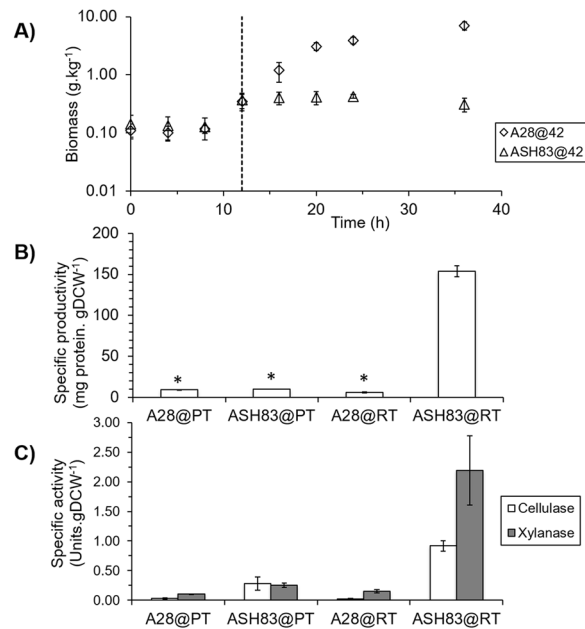 A)
Biomass (g.kg-1)
10.00
1.00
0.10
0.01
0 10 20 30 40
Time (h)
◇ A28@42
△ ASH83@42
B)
Specific productivity
(mg protein. gDCW-1)
200
150
100
50
0
* * *
A28@PT ASH83@PT A28@RT ASH83@RT
C)
Specific activity
(Units.gDCW-1)
3.00
2.50
2.00
1.50
1.00
0.50
0.00
A28@PT ASH83@PT A28@RT ASH83@RT
Cellulase
Xylanase